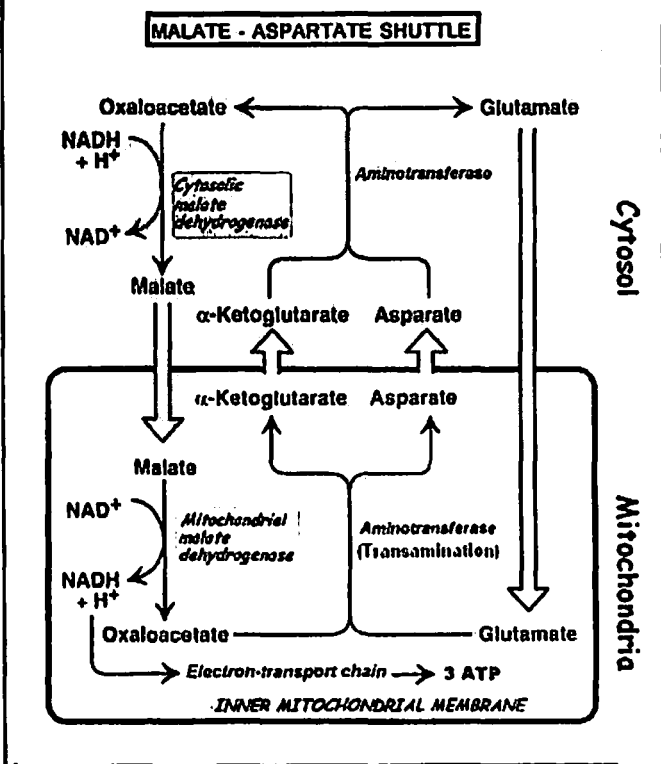 MALATE - ASPARTATE SHUTTLE
Oxaloacetate
Glutamate
NADH
+ H+
Aminotransferase
Cytosolic
malate
dehydrogenase
NAD+
Cytosol
Malate
α-Ketoglutarate
Asparate
α-Ketoglutarate
Asparate
Malate
NAD+
Mitochondrial
malate
dehydrogenase
Aminotransferase
(Transamination)
Mitochondria
NADH
+ H+
Oxaloacetate
Glutamate
Electron-transport chain
3 ATP
INNER MITOCHONDRIAL MEMBRANE